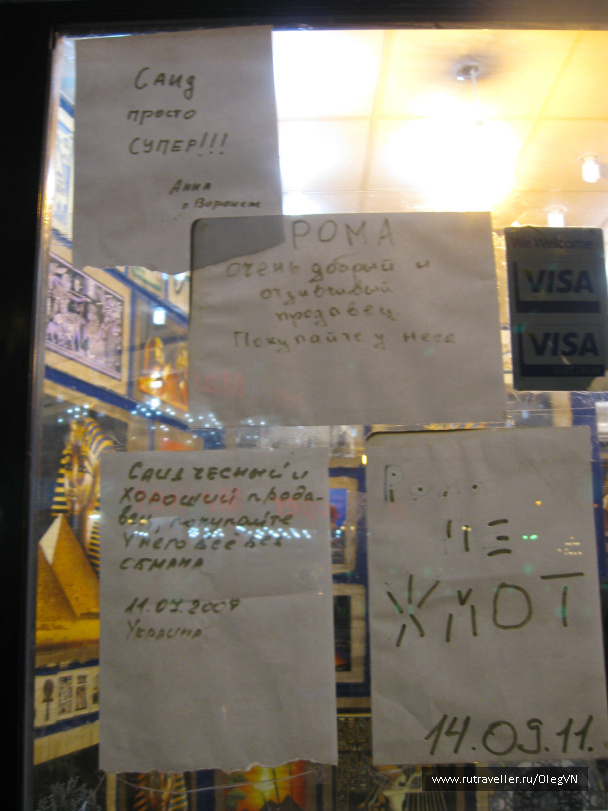 Саид
просто
СУПЕР!!!
Анна
г. Воронеж
РОМА
очень добрый и
отзывчивый
продавец.
Покупайте у него
We Welcome
VISA
VISA
САИД ЧЕСНЫЙ И
ХОРОШИЙ прода-
вец, покупайте
У НЕГО ВСЁ БЕЗ
ОБМАНА
11.07.2009
Украина
Рома
НЕ
ЖМОТ
14.09.11.
www.rutraveller.ru/OlegVN